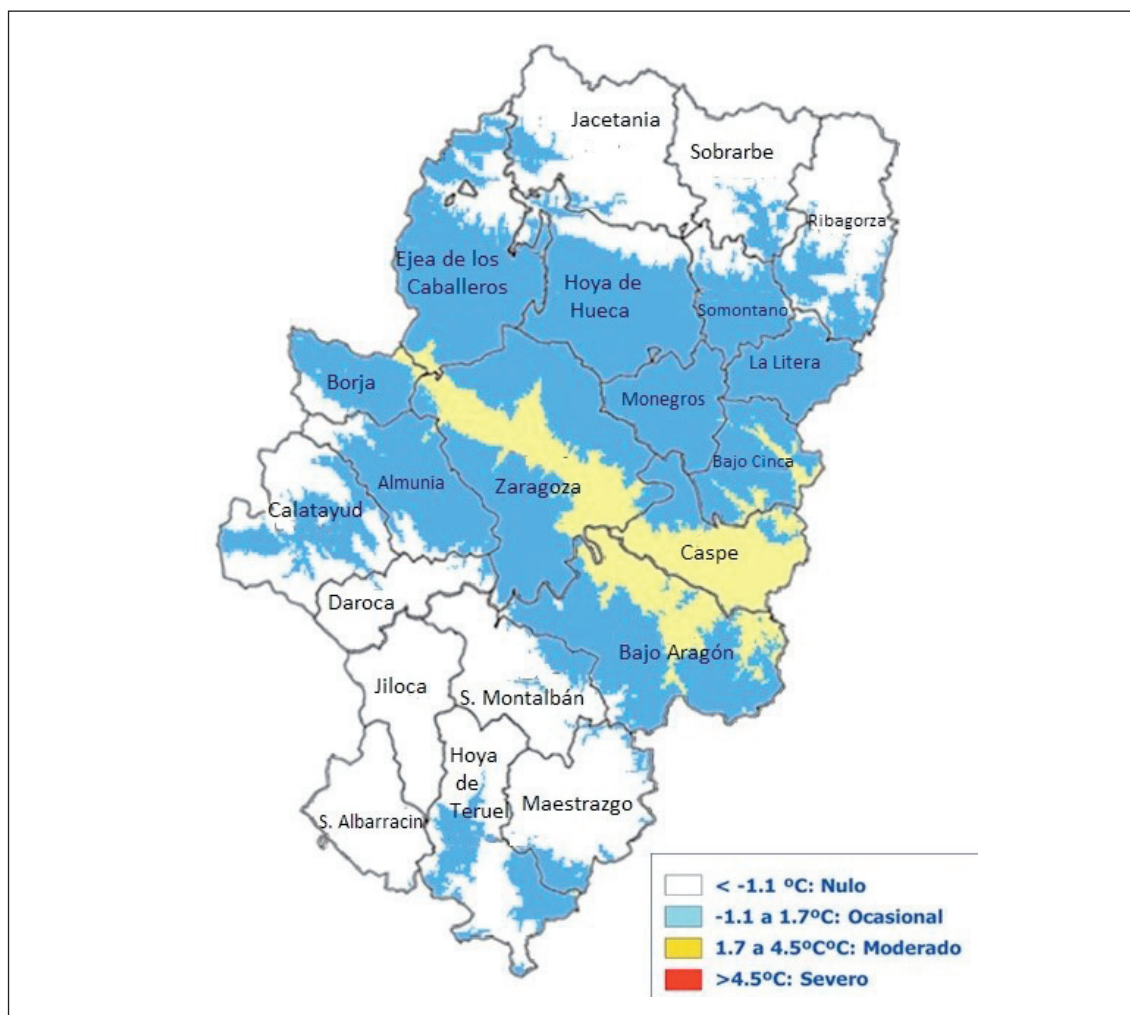 Jacetania
Sobrarbe
Ribagorza
Ejea de los
Caballeros
Hoya de
Hueca
Somontano
La Litera
Borja
Monegros
Bajo Cinca
Almunia
Zaragoza
Calatayud
Caspe
Daroca
Bajo Aragón
Jiloca
S. Montalbán
Hoya
de
Teruel
Maestrazgo
S. Albarracin
< -1.1 ºC: Nulo
-1.1 a 1.7ºC: Ocasional
1.7 a 4.5ºCº: Moderado
>4.5ºC: Severo